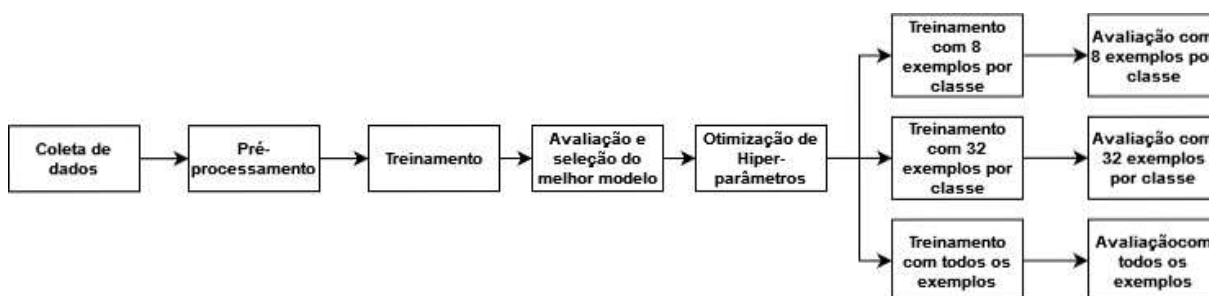 Coleta de
dados
Pré-
processamento
Treinamento
Avaliação e
seleção do
melhor modelo
Otimização de
Hiper-
parâmetros
Treinamento
com 8
exemplos por
classe
Avaliação com
8 exemplos por
classe
Treinamento
com 32
exemplos por
classe
Avaliação com
32 exemplos
por classe
Treinamento
com todos os
exemplos
Avaliaçãocom
todos os
exemplos